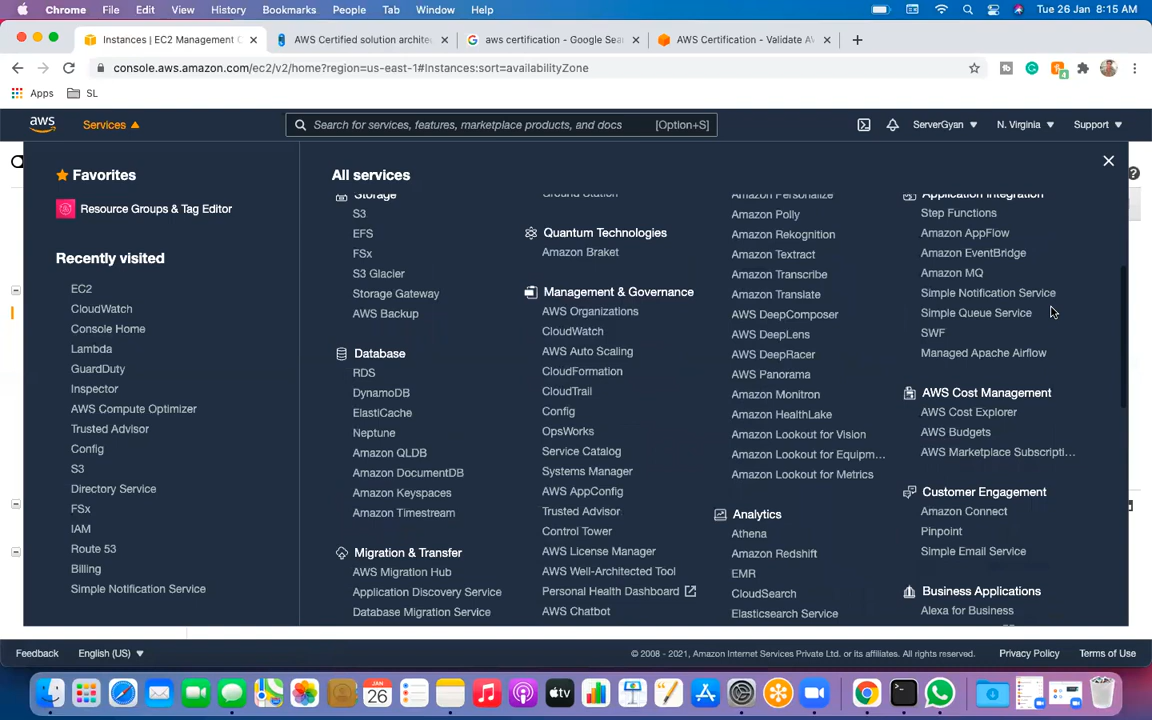 Chrome File Edit View History Bookmarks People Tab Window Help Tue 26 Jan 8:15 AM
Instances | EC2 Management C AWS Certified solution archite aws certification - Google Sea AWS Certification - Validate AW
console.aws.amazon.com/ec2/v2/home?region=us-east-1#Instances:sort=availabilityZone
Apps SL
aws Services Search for services, features, marketplace products, and docs [Option+S] ServerGyan N. Virginia Support
Favorites
Resource Groups & Tag Editor
Recently visited
EC2
CloudWatch
Console Home
Lambda
GuardDuty
Inspector
AWS Compute Optimizer
Trusted Advisor
Config
S3
Directory Service
FSx
IAM
Route 53
Billing
Simple Notification Service
All services
Storage
S3
EFS
FSx
S3 Glacier
Storage Gateway
AWS Backup
Database
RDS
DynamoDB
ElastiCache
Neptune
Amazon QLDB
Amazon DocumentDB
Amazon Keyspaces
Amazon Timestream
Migration & Transfer
AWS Migration Hub
Application Discovery Service
Database Migration Service
Ground Station
Quantum Technologies
Amazon Braket
Management & Governance
AWS Organizations
CloudWatch
AWS Auto Scaling
CloudFormation
CloudTrail
Config
OpsWorks
Service Catalog
Systems Manager
AWS AppConfig
Trusted Advisor
Control Tower
AWS License Manager
AWS Well-Architected Tool
Personal Health Dashboard
AWS Chatbot
Amazon Personalize
Amazon Polly
Amazon Rekognition
Amazon Textract
Amazon Transcribe
Amazon Translate
AWS DeepComposer
AWS DeepLens
AWS DeepRacer
AWS Panorama
Amazon Monitron
Amazon HealthLake
Amazon Lookout for Vision
Amazon Lookout for Equipm...
Amazon Lookout for Metrics
Analytics
Athena
Amazon Redshift
EMR
CloudSearch
Elasticsearch Service
Application Integration
Step Functions
Amazon AppFlow
Amazon EventBridge
Amazon MQ
Simple Notification Service
Simple Queue Service
SWF
Managed Apache Airflow
AWS Cost Management
AWS Cost Explorer
AWS Budgets
AWS Marketplace Subscripti...
Customer Engagement
Amazon Connect
Pinpoint
Simple Email Service
Business Applications
Alexa for Business
Feedback English (US) © 2008 - 2021, Amazon Internet Services Private Ltd. or its affiliates. All rights reserved. Privacy Policy Terms of Use
JAN
26
tv